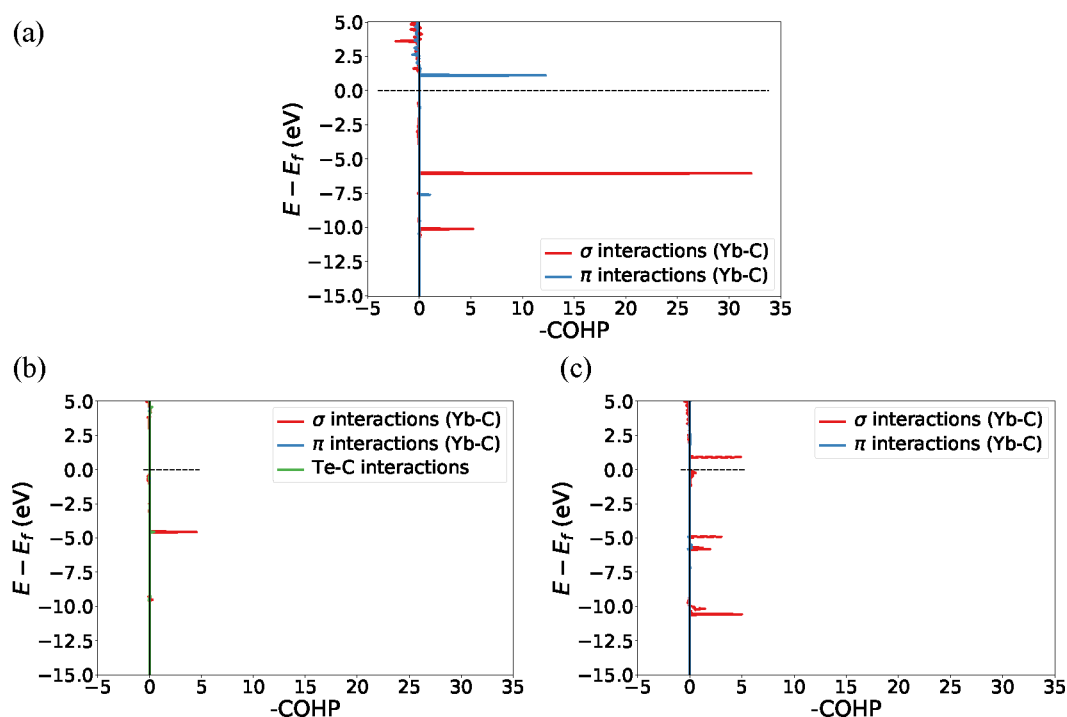 (a)
5.0
2.5
0.0
−2.5
−5.0
−7.5
−10.0
−12.5
−15.0
E − E_f (eV)
σ interactions (Yb-C)
π interactions (Yb-C)
−5 0 5 10 15 20 25 30 35
-COHP
(b)
5.0
2.5
0.0
−2.5
−5.0
−7.5
−10.0
−12.5
−15.0
E − E_f (eV)
σ interactions (Yb-C)
π interactions (Yb-C)
Te-C interactions
−5 0 5 10 15 20 25 30 35
-COHP
(c)
5.0
2.5
0.0
−2.5
−5.0
−7.5
−10.0
−12.5
−15.0
E − E_f (eV)
σ interactions (Yb-C)
π interactions (Yb-C)
−5 0 5 10 15 20 25 30 35
-COHP